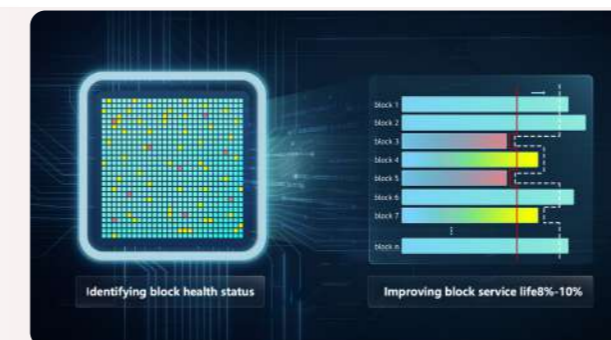 block 1
block 2
block 3
block 4
block 5
block 6
block 7
block n
Identifying block health status
Improving block service life8%-10%